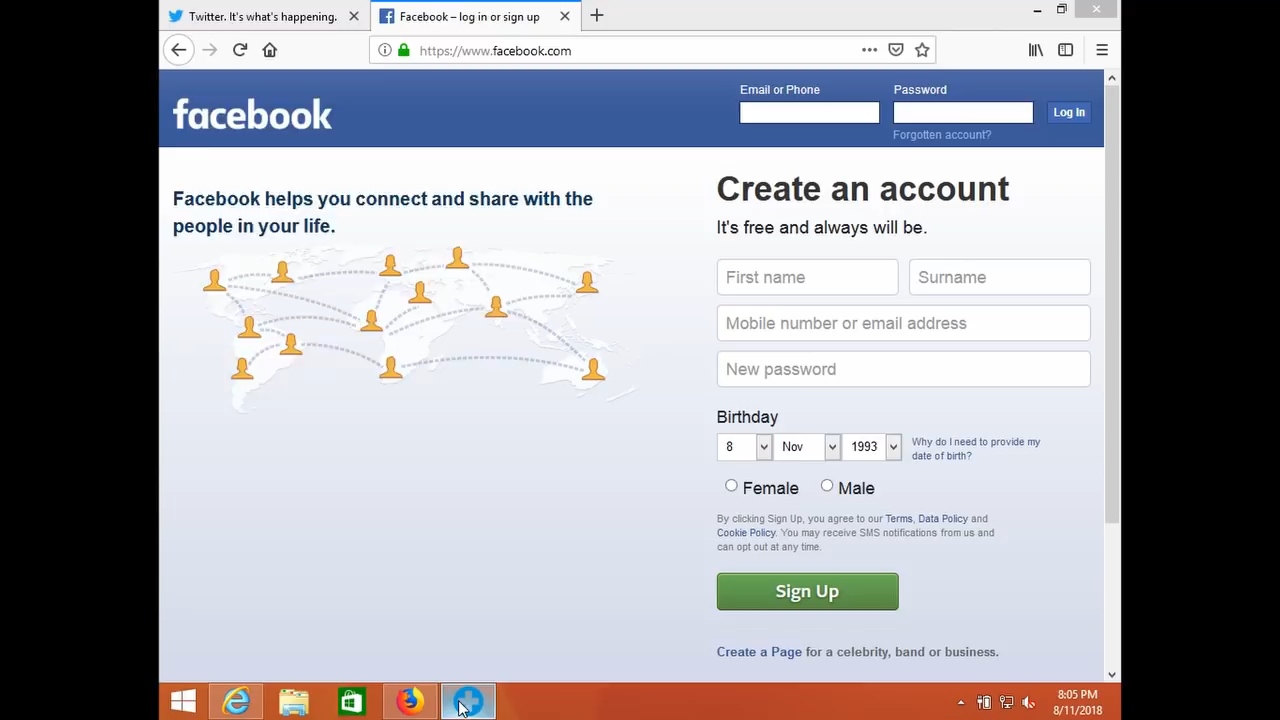 Twitter. It's what's happening.
Facebook – log in or sign up
https://www.facebook.com
facebook
Email or Phone
Password
Log In
Forgotten account?
Facebook helps you connect and share with the
people in your life.
Create an account
It's free and always will be.
First name
Surname
Mobile number or email address
New password
Birthday
8
Nov
1993
Why do I need to provide my
date of birth?
Female
Male
By clicking Sign Up, you agree to our Terms, Data Policy and
Cookie Policy. You may receive SMS notifications from us and
can opt out at any time.
Sign Up
Create a Page for a celebrity, band or business.
8:05 PM
8/11/2018